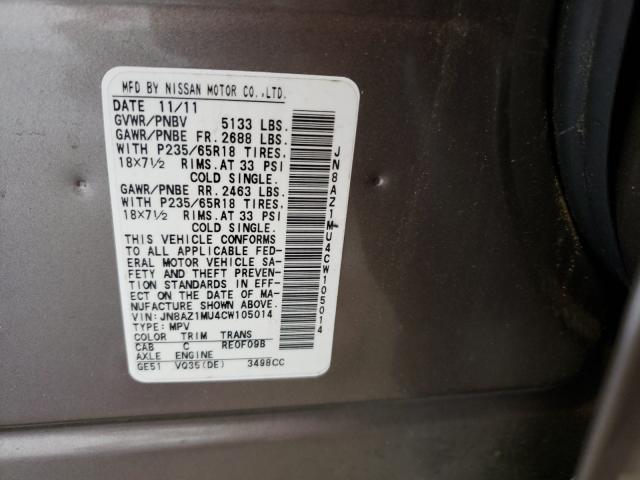 MFD BY NISSAN MOTOR CO.,LTD.
DATE 11/11
GVWR/PNBV 5133 LBS.
GAWR/PNBE FR. 2688 LBS.
WITH P235/65R18 TIRES.
18X7½ RIMS.AT 33 PSI
COLD SINGLE.
GAWR/PNBE RR. 2463 LBS.
WITH P235/65R18 TIRES.
18X7½ RIMS.AT 33 PSI
COLD SINGLE.
THIS VEHICLE CONFORMS
TO ALL APPLICABLE FED-
ERAL MOTOR VEHICLE SA-
FETY AND THEFT PREVEN-
TION STANDARDS IN EFF-
ECT ON THE DATE OF MA-
NUFACTURE SHOWN ABOVE.
VIN: JN8AZ1MU4CW105014
TYPE: MPV
COLOR TRIM TRANS
CAB C RE0F09B
AXLE ENGINE
GE51 VQ35(DE) 3498CC
JN8AZ1MU4CW105014